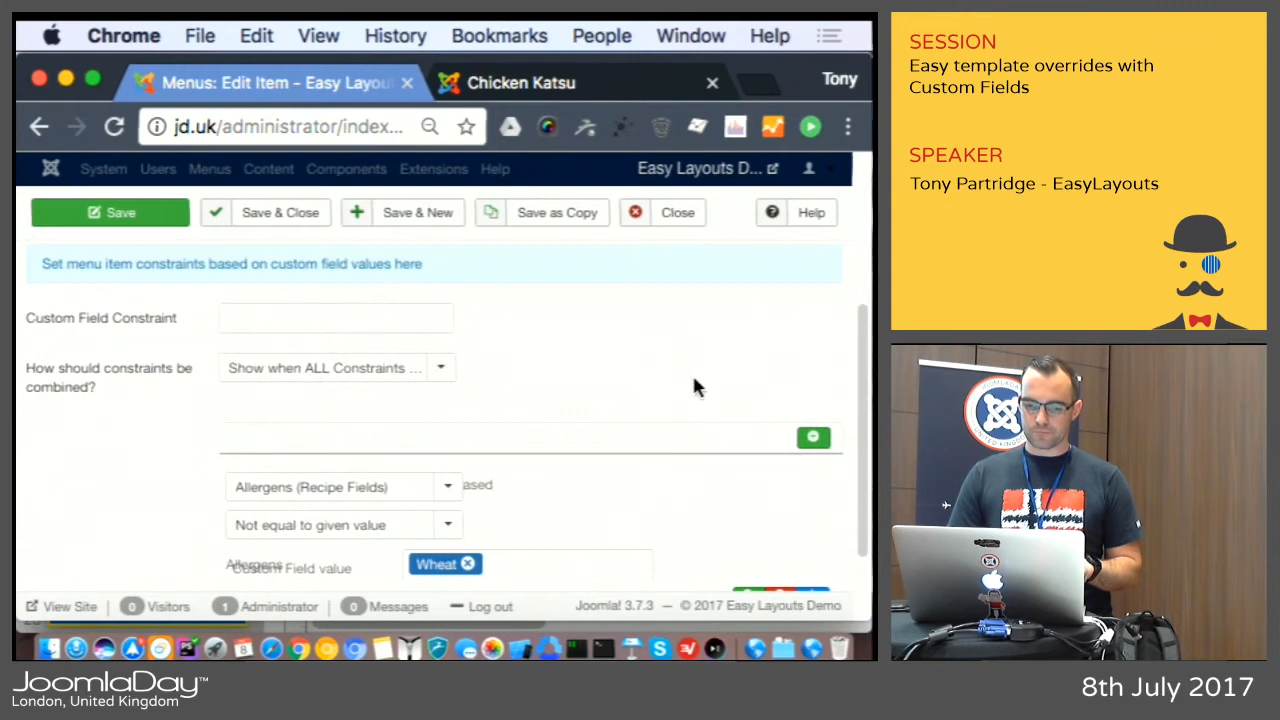 Chrome File Edit View History Bookmarks People Window Help
Menus: Edit Item - Easy Layou
Chicken Katsu
Tony
jd.uk/administrator/index...
System Users Menus Content Components Extensions Help
Easy Layouts D...
Save
Save & Close
Save & New
Save as Copy
Close
Help
Set menu item constraints based on custom field values here
Custom Field Constraint
How should constraints be
combined?
Show when ALL Constraints ...
Allergens (Recipe Fields)
ased
Not equal to given value
Allergens
Custom Field value
Wheat
View Site
0 Visitors
1 Administrator
0 Messages
Log out
Joomla! 3.7.3 — © 2017 Easy Layouts Demo
SESSION
Easy template overrides with
Custom Fields
SPEAKER
Tony Partridge - EasyLayouts
JOOMLADAY
UNITED KINGDOM
JoomlaDay™
London, United Kingdom
8th July 2017